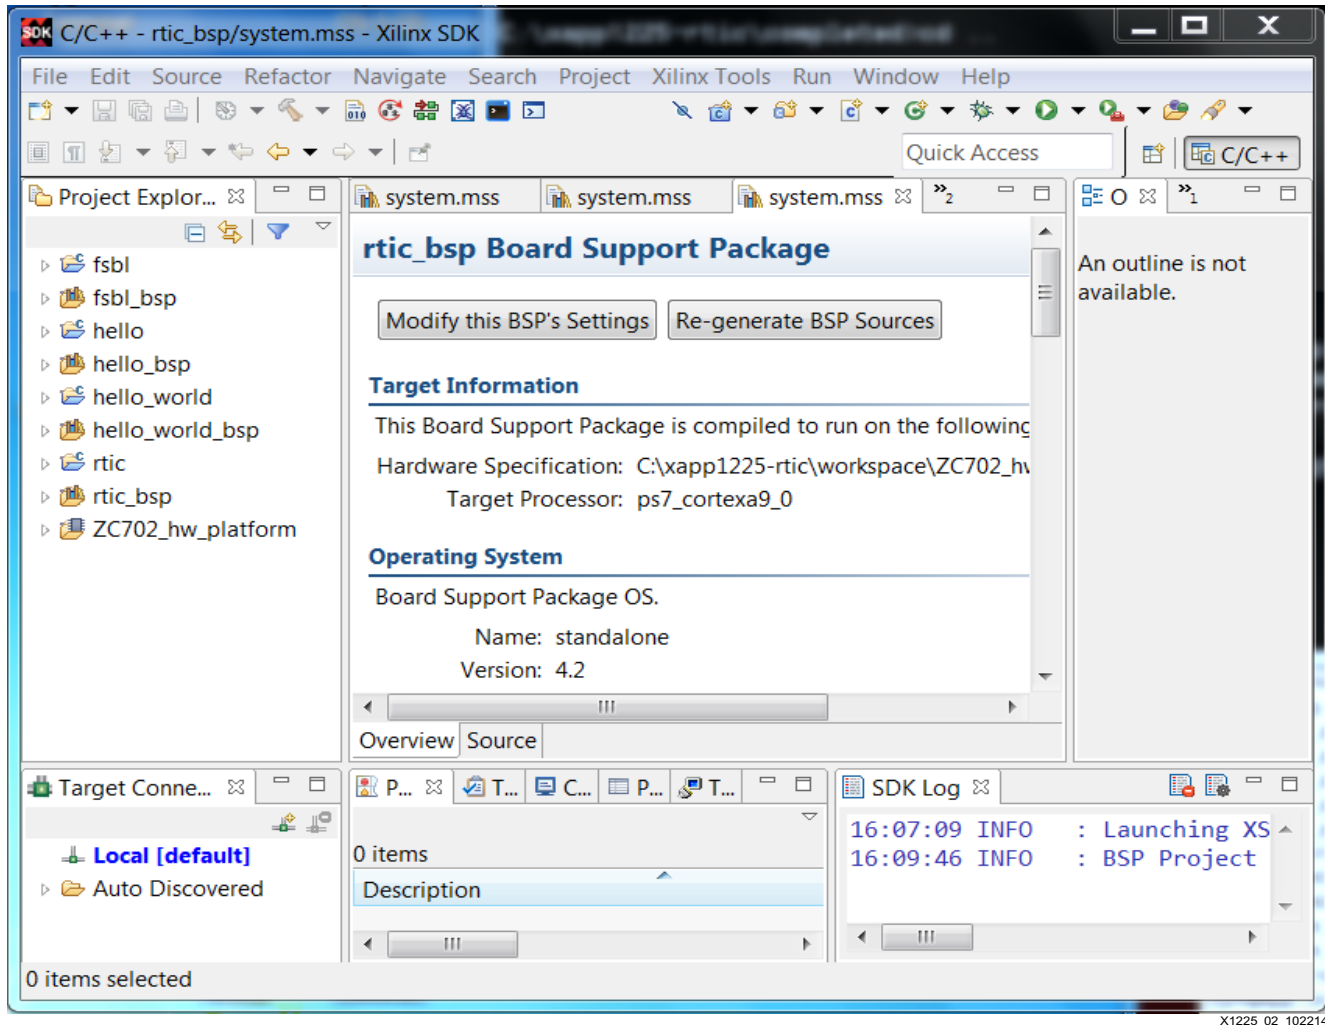 SDK C/C++ - rtic_bsp/system.mss - Xilinx SDK
File Edit Source Refactor Navigate Search Project Xilinx Tools Run Window Help
Quick Access
C/C++
Project Explor...
system.mss system.mss system.mss »2
O »1
fsbl
fsbl_bsp
hello
hello_bsp
hello_world
hello_world_bsp
rtic
rtic_bsp
ZC702_hw_platform
rtic_bsp Board Support Package
Modify this BSP's Settings Re-generate BSP Sources
Target Information
This Board Support Package is compiled to run on the following
Hardware Specification: C:\xapp1225-rtic\workspace\ZC702_hw
Target Processor: ps7_cortexa9_0
Operating System
Board Support Package OS.
Name: standalone
Version: 4.2
Overview Source
An outline is not
available.
Target Conne...
Local [default]
Auto Discovered
P... T... C... P... T...
0 items
Description
SDK Log
16:07:09 INFO : Launching XS
16:09:46 INFO : BSP Project
0 items selected
X1225_02_102214